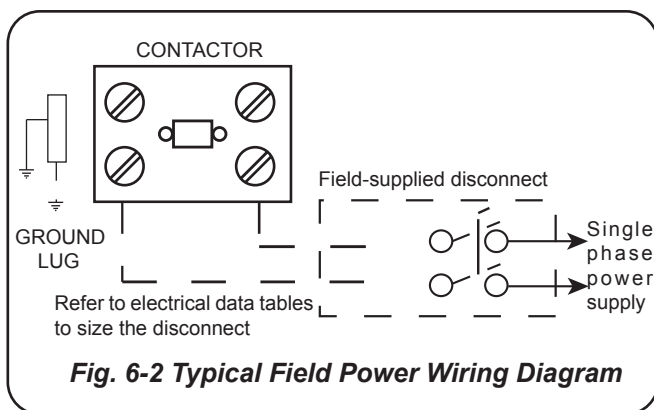 CONTACTOR
Field-supplied disconnect
GROUND
LUG
Single
phase
power
supply
Refer to electrical data tables
to size the disconnect
Fig. 6-2 Typical Field Power Wiring Diagram